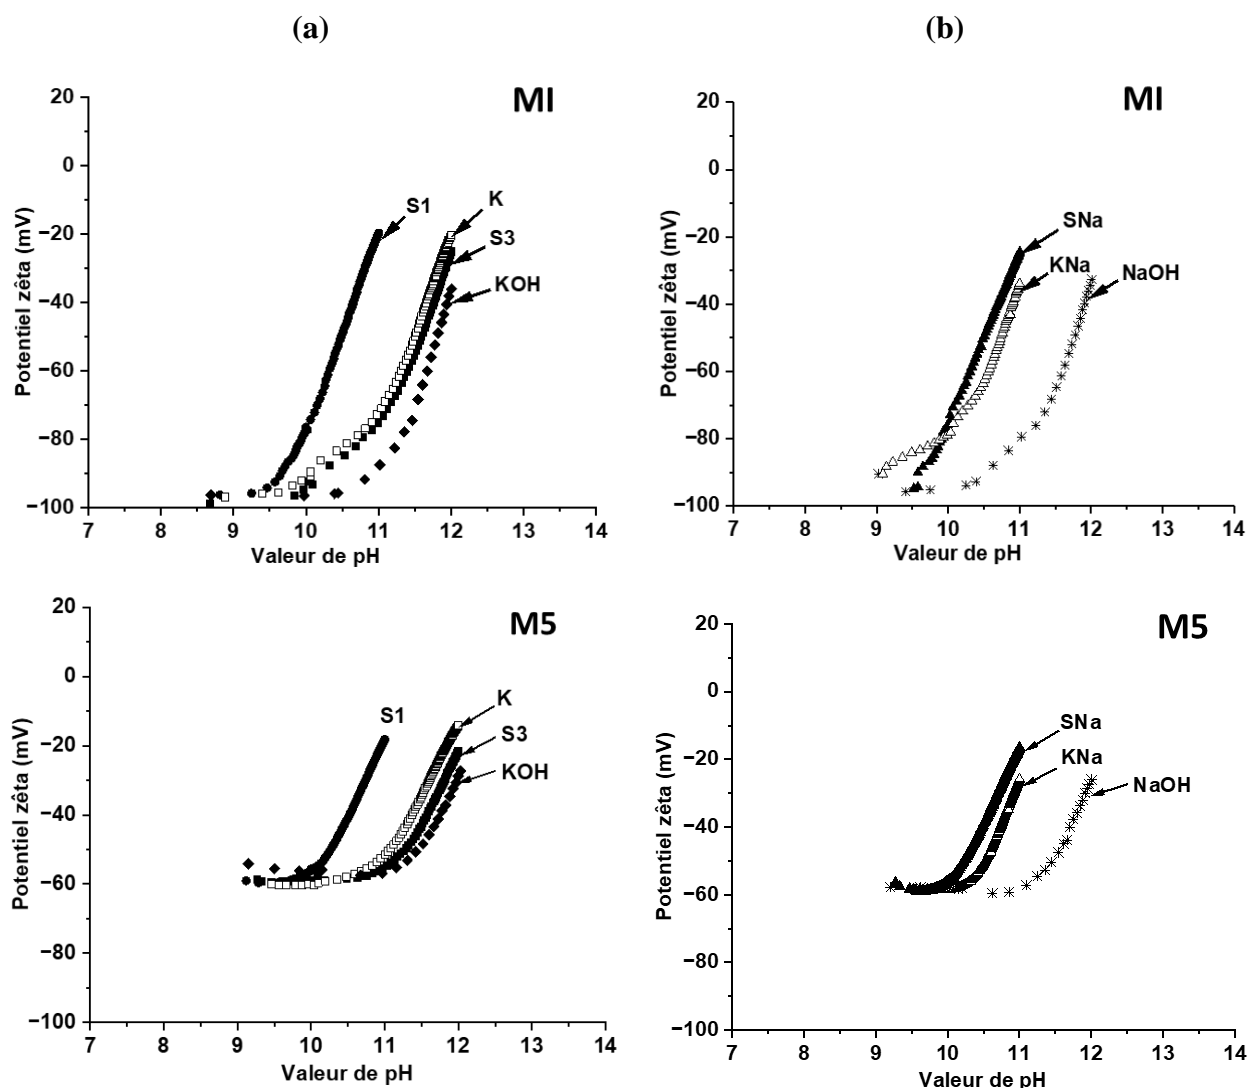 (a)
(b)
MI
Potentiel zêta (mV)
20
0
−20
−40
−60
−80
−100
S1
K
S3
KOH
7 8 9 10 11 12 13 14
Valeur de pH
MI
Potentiel zêta (mV)
20
0
−20
−40
−60
−80
−100
SNa
KNa
NaOH
7 8 9 10 11 12 13 14
Valeur de pH
M5
Potentiel zêta (mV)
20
0
−20
−40
−60
−80
−100
S1
K
S3
KOH
7 8 9 10 11 12 13 14
Valeur de pH
M5
Potentiel zêta (mV)
20
0
−20
−40
−60
−80
−100
SNa
KNa
NaOH
7 8 9 10 11 12 13 14
Valeur de pH